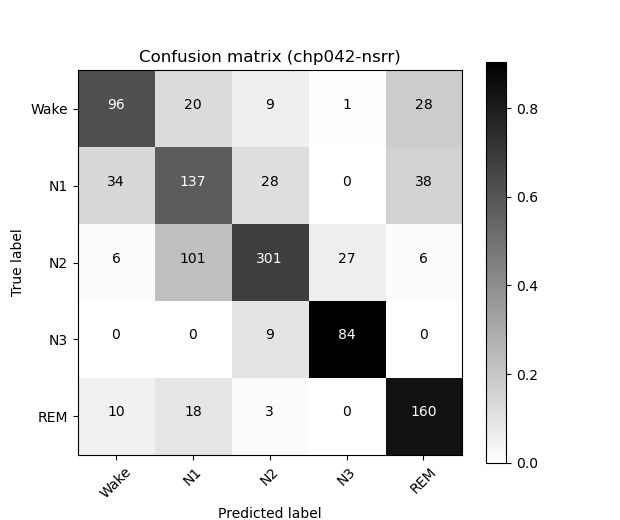 Confusion matrix (chp042-nsrr)
True label
Wake 96 20 9 1 28
N1 34 137 28 0 38
N2 6 101 301 27 6
N3 0 0 9 84 0
REM 10 18 3 0 160
Wake N1 N2 N3 REM
Predicted label
0.8
0.6
0.4
0.2
0.0